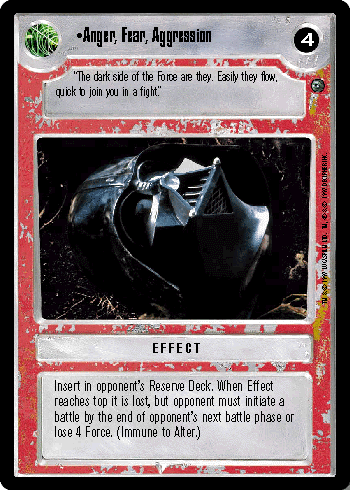 •Anger, Fear, Aggression
4
"The dark side of the Force are they. Easily they flow,
quick to join you in a fight."
EFFECT
Insert in opponent's Reserve Deck. When Effect
reaches top it is lost, but opponent must initiate a
battle by the end of opponent's next battle phase or
lose 4 Force. (Immune to Alter.)